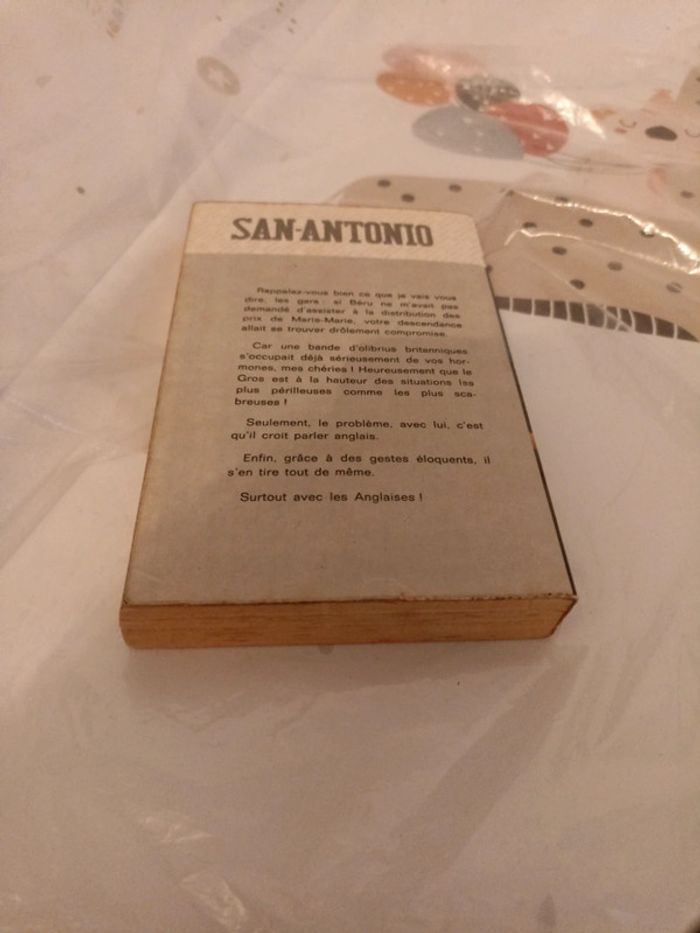 SAN-ANTONIO
Rappelez-vous bien ce que je vais vous
dire, les gars : si Béru ne m'avait pas
demandé d'assister à la distribution des
prix de Marie-Marie, votre descendance
allait se trouver drôlement compromise.
Car une bande d'olibrius britanniques
s'occupait déjà sérieusement de vos hor-
mones, mes chéries ! Heureusement que le
Gros est à la hauteur des situations les
plus périlleuses comme les plus sca-
breuses !
Seulement, le problème, avec lui, c'est
qu'il croit parler anglais.
Enfin, grâce à des gestes éloquents, il
s'en tire tout de même.
Surtout avec les Anglaises !